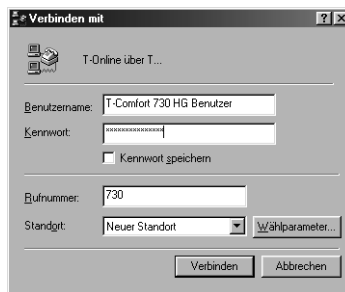 Verbinden mit
T-Online über T...
Benutzername: T-Comfort 730 HG Benutzer
Kennwort: xxxxxxxxxxxxxxx
Kennwort speichern
Rufnummer: 730
Standort: Neuer Standort Wählparameter...
Verbinden Abbrechen